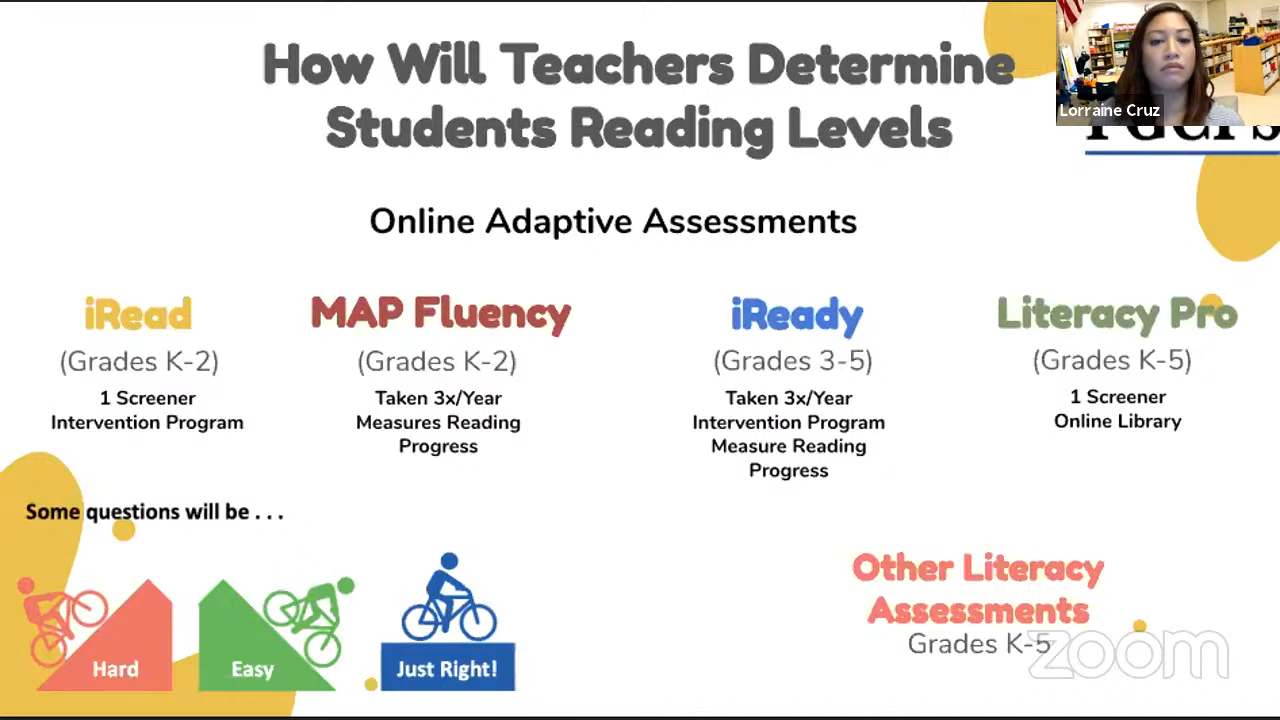 How Will Teachers Determine
Students Reading Levels
Lorraine Cruz
Online Adaptive Assessments
iRead
(Grades K-2)
1 Screener
Intervention Program
MAP Fluency
(Grades K-2)
Taken 3x/Year
Measures Reading
Progress
iReady
(Grades 3-5)
Taken 3x/Year
Intervention Program
Measure Reading
Progress
Literacy Pro
(Grades K-5)
1 Screener
Online Library
Some questions will be . . .
Hard
Easy
Just Right!
Other Literacy
Assessments
Grades K-5
zoom